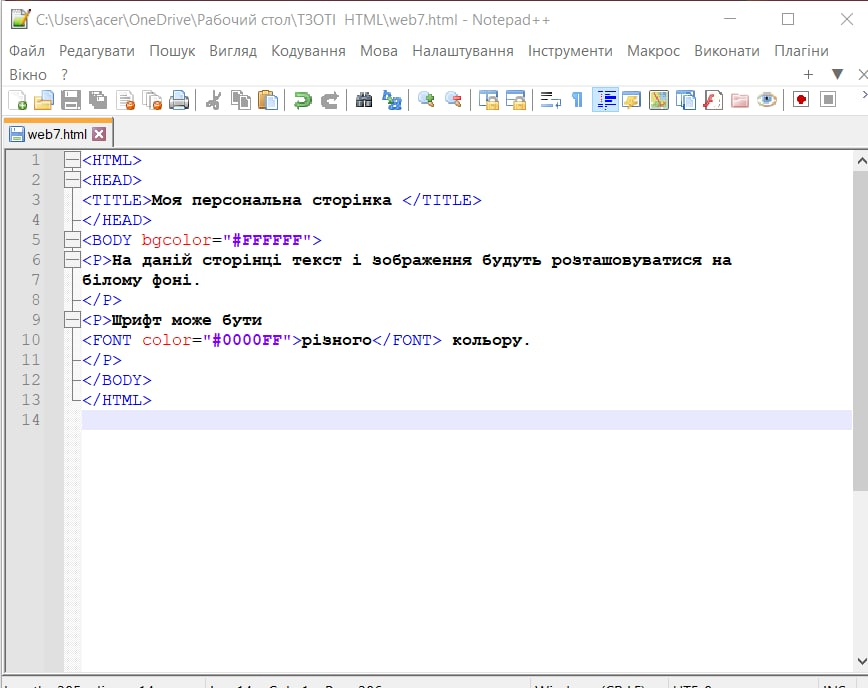 C:\Users\acer\OneDrive\Рабочий стол\ТЗОТІ HTML\web7.html - Notepad++
Файл Редагувати Пошук Вигляд Кодування Мова Налаштування Інструменти Макрос Виконати Плагіни
Вікно ? + ▼ X
web7.html
1 <HTML>
2 <HEAD>
3 <TITLE>Моя персональна сторінка </TITLE>
4 </HEAD>
5 <BODY bgcolor="#FFFFFF">
6 <P>На даній сторінці текст і зображення будуть розташовуватися на
7 білому фоні.
8 </P>
9 <P>Шрифт може бути
10 <FONT color="#0000FF">різного</FONT> кольору.
11 </P>
12 </BODY>
13 </HTML>
14